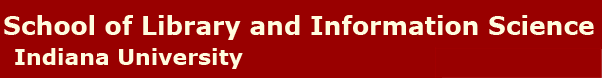 School of Library and Information Science
Indiana University